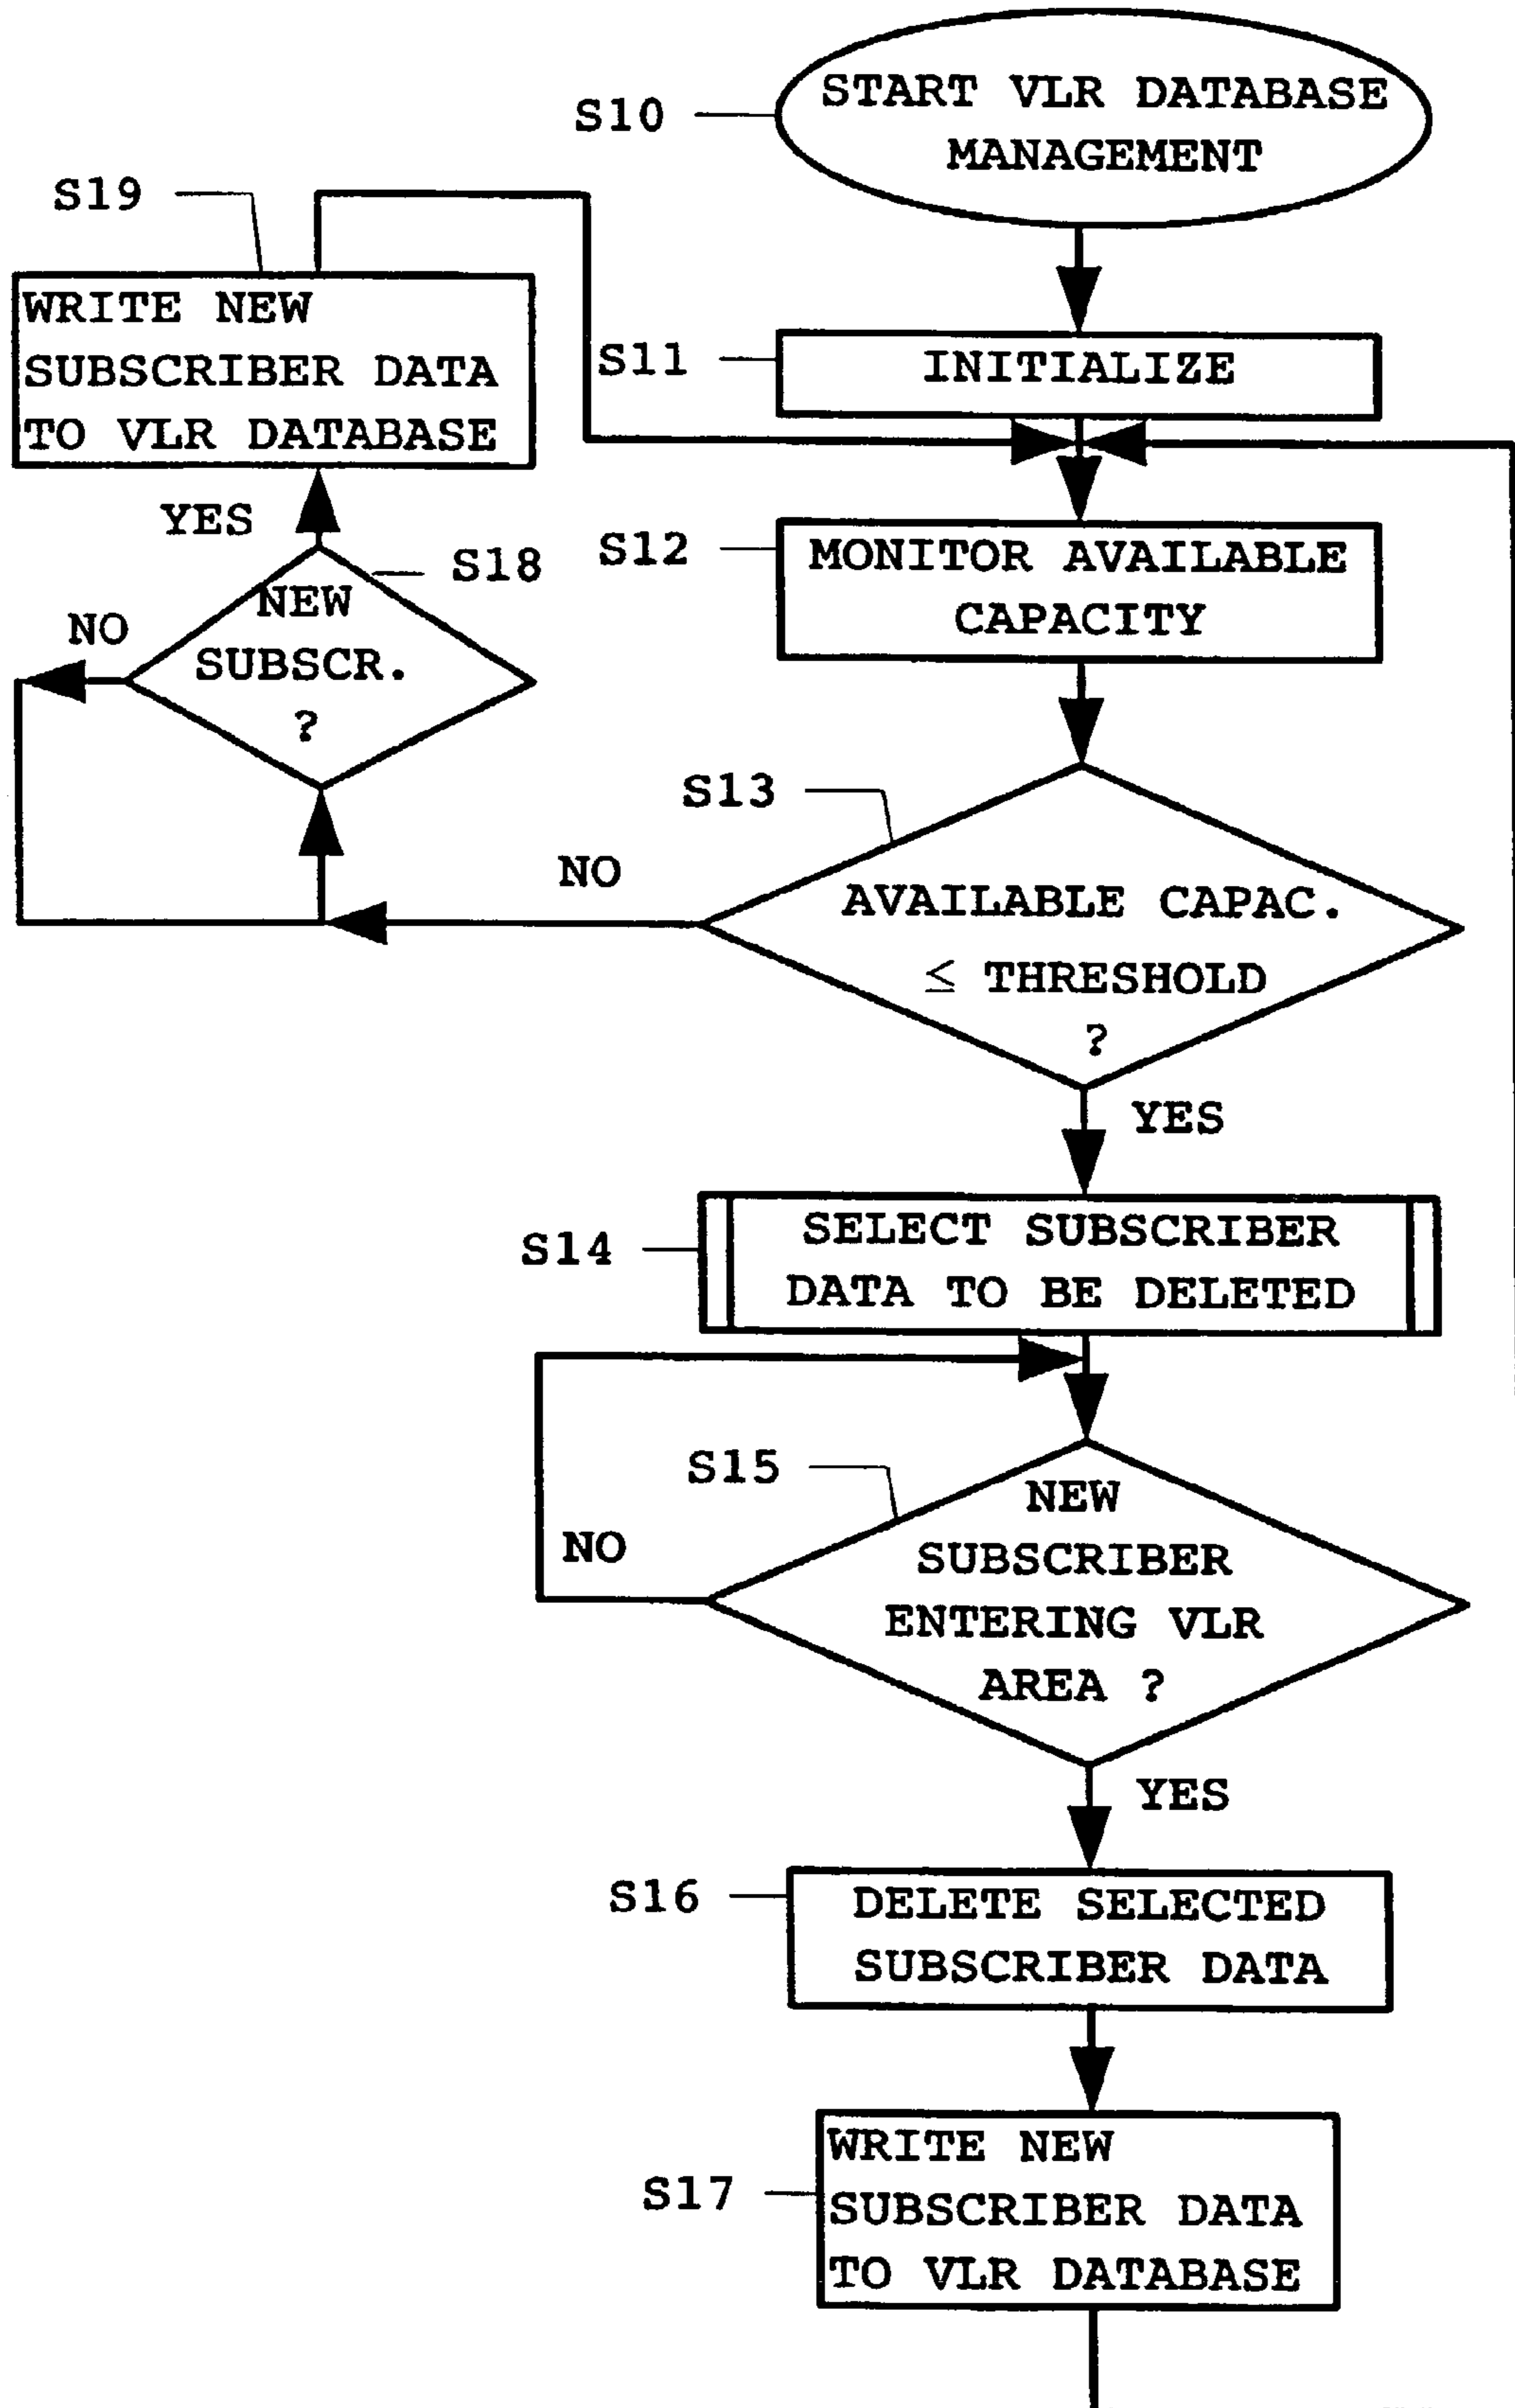 S10
START VLR DATABASE
MANAGEMENT
S19
WRITE NEW
SUBSCRIBER DATA
TO VLR DATABASE
S11
INITIALIZE
YES
S18
NEW
SUBSCR.
?
NO
S12
MONITOR AVAILABLE
CAPACITY
S13
NO
AVAILABLE CAPAC.
≤ THRESHOLD
?
YES
S14
SELECT SUBSCRIBER
DATA TO BE DELETED
S15
NO
NEW
SUBSCRIBER
ENTERING VLR
AREA ?
YES
S16
DELETE SELECTED
SUBSCRIBER DATA
S17
WRITE NEW
SUBSCRIBER DATA
TO VLR DATABASE